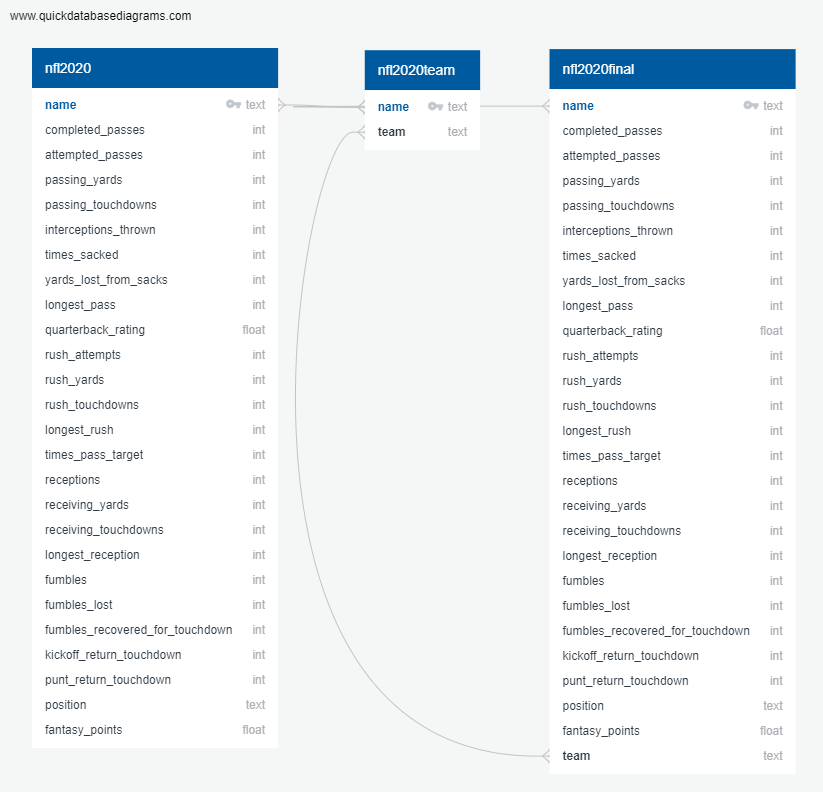 www.quickdatabasediagrams.com
nfl2020
name text
completed_passes int
attempted_passes int
passing_yards int
passing_touchdowns int
interceptions_thrown int
times_sacked int
yards_lost_from_sacks int
longest_pass int
quarterback_rating float
rush_attempts int
rush_yards int
rush_touchdowns int
longest_rush int
times_pass_target int
receptions int
receiving_yards int
receiving_touchdowns int
longest_reception int
fumbles int
fumbles_lost int
fumbles_recovered_for_touchdown int
kickoff_return_touchdown int
punt_return_touchdown int
position text
fantasy_points float
nfl2020team
name text
team text
nfl2020final
name text
completed_passes int
attempted_passes int
passing_yards int
passing_touchdowns int
interceptions_thrown int
times_sacked int
yards_lost_from_sacks int
longest_pass int
quarterback_rating float
rush_attempts int
rush_yards int
rush_touchdowns int
longest_rush int
times_pass_target int
receptions int
receiving_yards int
receiving_touchdowns int
longest_reception int
fumbles int
fumbles_lost int
fumbles_recovered_for_touchdown int
kickoff_return_touchdown int
punt_return_touchdown int
position text
fantasy_points float
team text